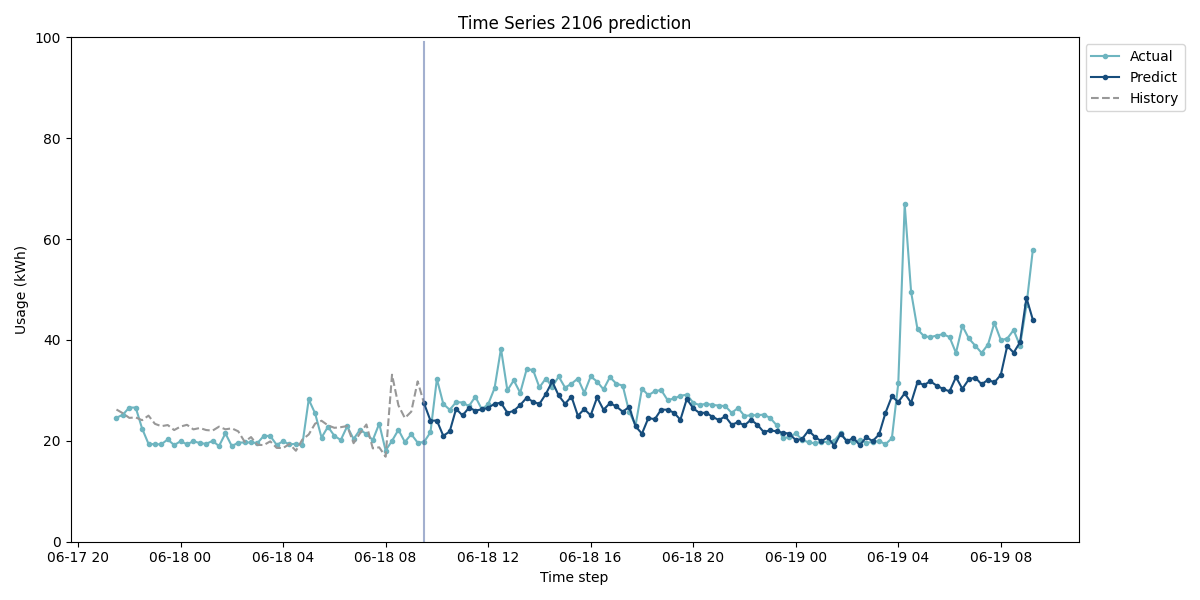 Time Series 2106 prediction
Usage (kWh)
100
80
60
40
20
0
06-17 20
06-18 00
06-18 04
06-18 08
06-18 12
06-18 16
06-18 20
06-19 00
06-19 04
06-19 08
Time step
Actual
Predict
History